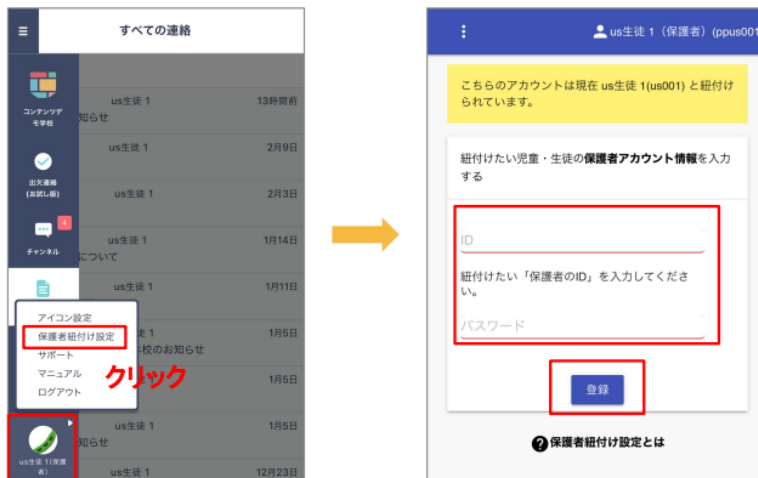 すべての連絡
コンテンツデ
モ学校
us生徒 1
13時間前
知らせ
us生徒 1
2月9日
出欠連絡
(お試し版)
us生徒 1
2月3日
4
チャンネル
us生徒 1
1月14日
について
us生徒 1
1月11日
アイコン設定
保護者紐付け設定
サポート
マニュアル
ログアウト
徒 1
1月5日
校のお知らせ
クリック
1月5日
us生徒 1
1月5日
知らせ
us生徒 1(保護
者)
us生徒 1
12月23日
us生徒 1（保護者）(ppus001
こちらのアカウントは現在 us生徒 1(us001) と紐付け
られています。
紐付けたい児童・生徒の保護者アカウント情報を入力
する
ID
紐付けたい「保護者のID」を入力してくださ
い。
パスワード
登録
?保護者紐付け設定とは